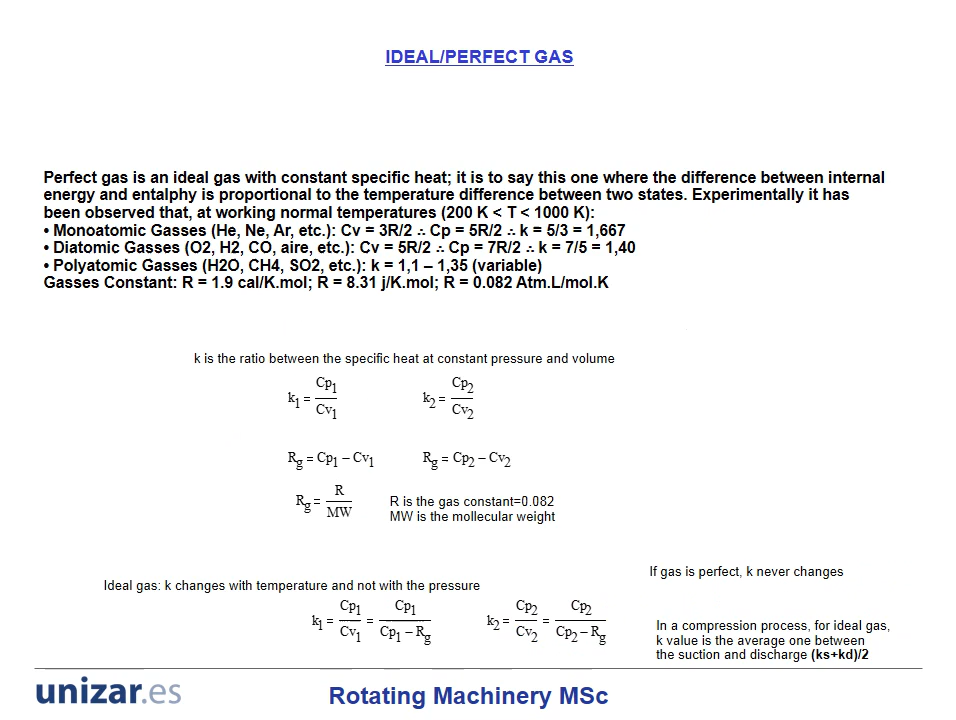 IDEAL/PERFECT GAS
Perfect gas is an ideal gas with constant specific heat; it is to say this one where the difference between internal
energy and entalphy is proportional to the temperature difference between two states. Experimentally it has
been observed that, at working normal temperatures (200 K < T < 1000 K):
• Monoatomic Gasses (He, Ne, Ar, etc.): Cv = 3R/2 ∴ Cp = 5R/2 ∴ k = 5/3 = 1,667
• Diatomic Gasses (O2, H2, CO, aire, etc.): Cv = 5R/2 ∴ Cp = 7R/2 ∴ k = 7/5 = 1,40
• Polyatomic Gasses (H2O, CH4, SO2, etc.): k = 1,1 – 1,35 (variable)
Gasses Constant: R = 1.9 cal/K.mol; R = 8.31 j/K.mol; R = 0.082 Atm.L/mol.K
k is the ratio between the specific heat at constant pressure and volume
k1 = Cp1/Cv1 k2 = Cp2/Cv2
Rg = Cp1 – Cv1 Rg = Cp2 – Cv2
Rg = R/MW
R is the gas constant=0.082
MW is the mollecular weight
If gas is perfect, k never changes
Ideal gas: k changes with temperature and not with the pressure
k1 = Cp1/Cv1 = Cp1/(Cp1 – Rg) k2 = Cp2/Cv2 = Cp2/(Cp2 – Rg)
In a compression process, for ideal gas,
k value is the average one between
the suction and discharge (ks+kd)/2
unizar.es
Rotating Machinery MSc